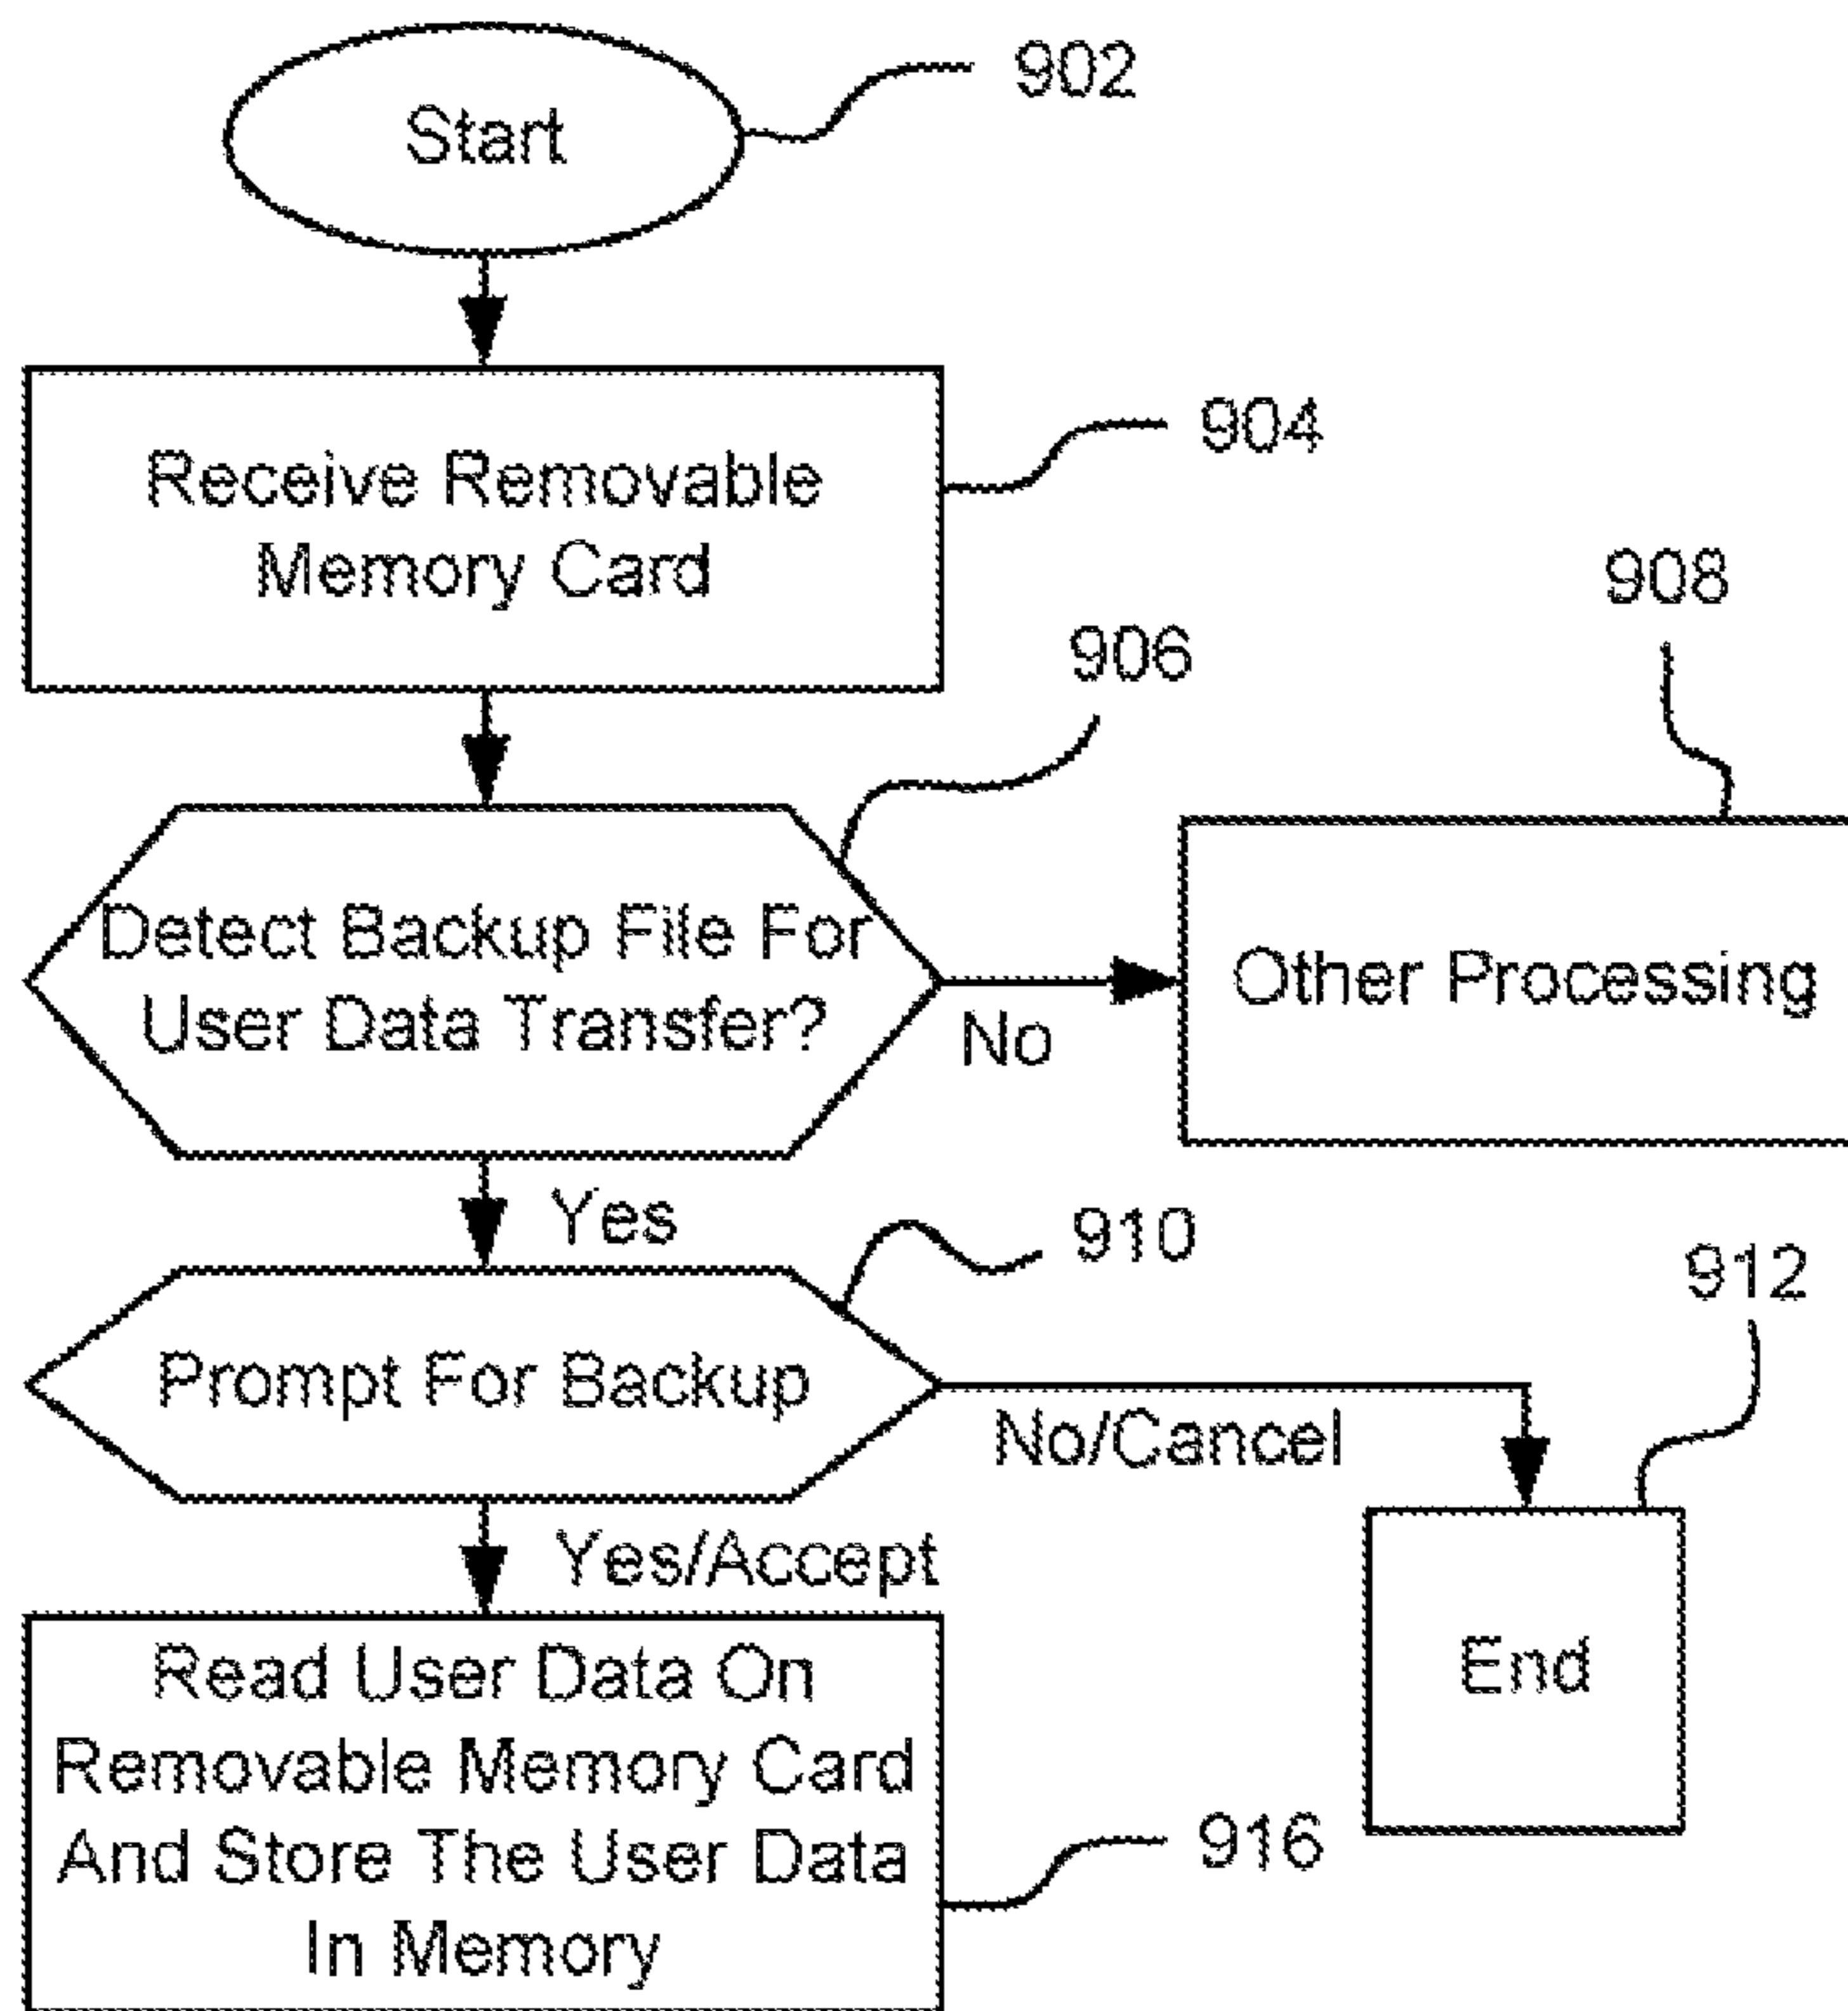 Start
902
Receive Removable
Memory Card
904
906
908
Detect Backup File For
User Data Transfer?
No
Other Processing
Yes
910
912
Prompt For Backup
No/Cancel
Yes/Accept
End
Read User Data On
Removable Memory Card
And Store The User Data
In Memory
916